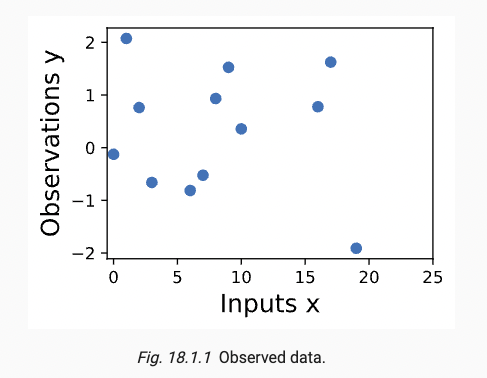 Observations y
2
1
0
−1
−2
0 5 10 15 20 25
Inputs x
Fig. 18.1.1 Observed data.